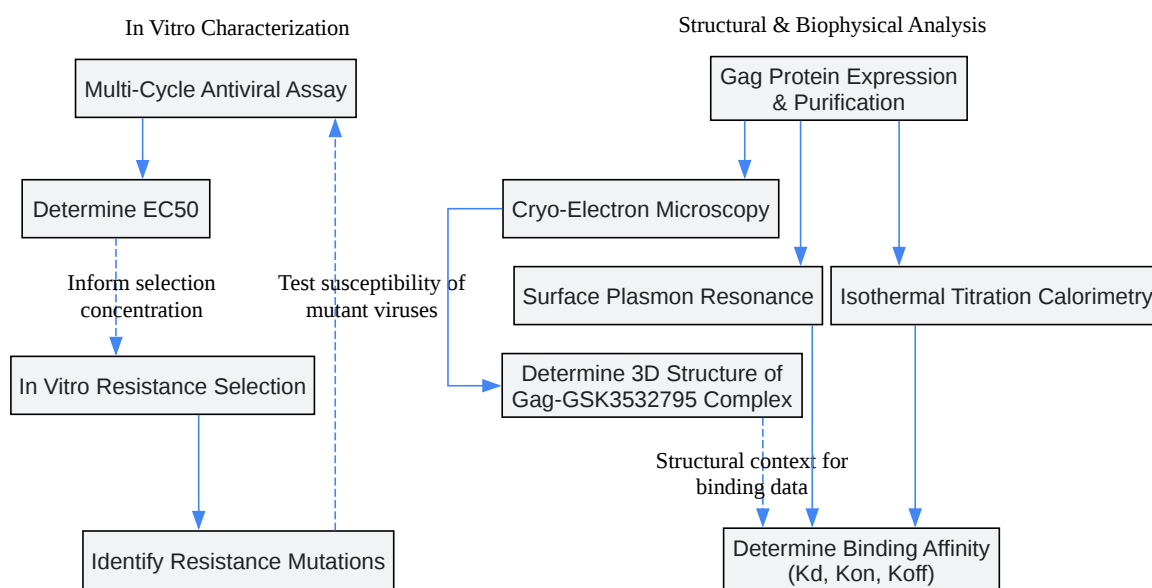 In Vitro Characterization
Multi-Cycle Antiviral Assay
Determine EC50
Inform selection
concentration
Test susceptibility of
mutant viruses
In Vitro Resistance Selection
Identify Resistance Mutations
Structural & Biophysical Analysis
Gag Protein Expression
& Purification
Cryo-Electron Microscopy
Surface Plasmon Resonance
Isothermal Titration Calorimetry
Determine 3D Structure of
Gag-GSK3532795 Complex
Structural context for
binding data
Determine Binding Affinity
(Kd, Kon, Koff)